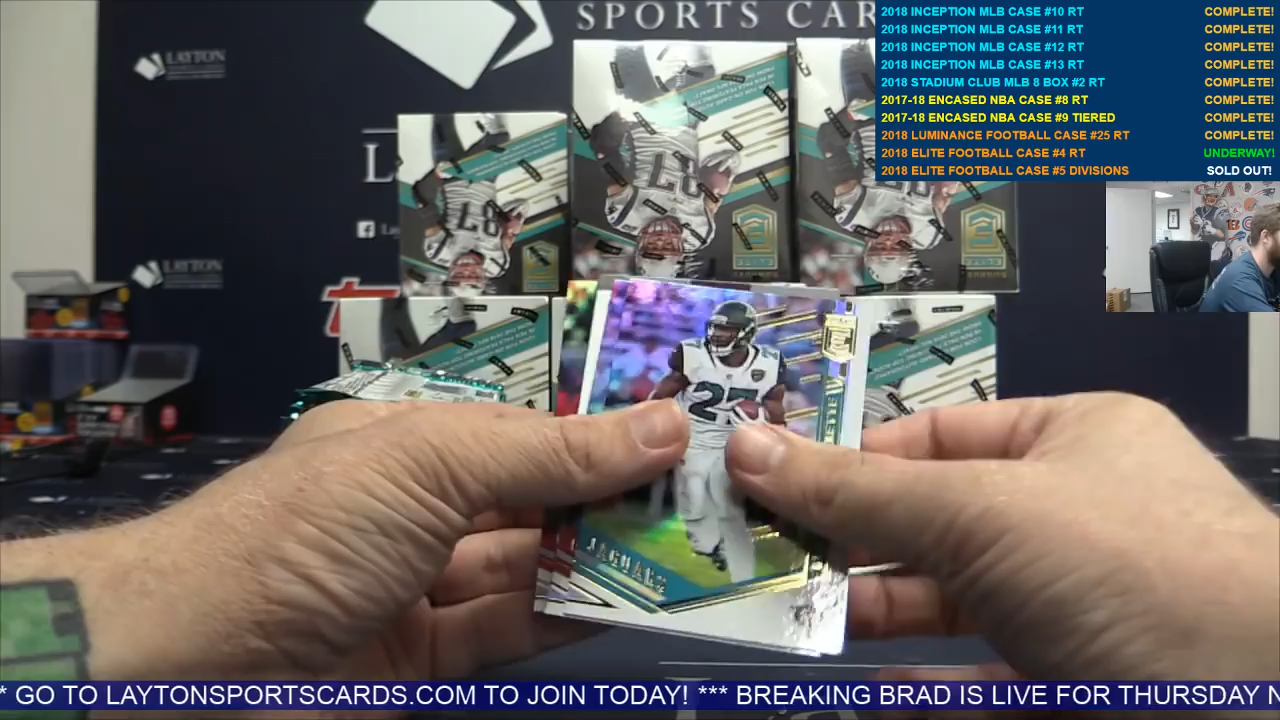 SPORTS CAR
2018 INCEPTION MLB CASE #10 RT COMPLETE!
2018 INCEPTION MLB CASE #11 RT COMPLETE!
2018 INCEPTION MLB CASE #12 RT COMPLETE!
2018 INCEPTION MLB CASE #13 RT COMPLETE!
2018 STADIUM CLUB MLB 8 BOX #2 RT COMPLETE!
2017-18 ENCASED NBA CASE #8 RT COMPLETE!
2017-18 ENCASED NBA CASE #9 TIERED COMPLETE!
2018 LUMINANCE FOOTBALL CASE #25 RT COMPLETE!
2018 ELITE FOOTBALL CASE #4 RT UNDERWAY!
2018 ELITE FOOTBALL CASE #5 DIVISIONS SOLD OUT!
LAYTON
L
87
87
LAYTON
27
ELITE
JAGUARS
* GO TO LAYTONSPORTSCARDS.COM TO JOIN TODAY! *** BREAKING BRAD IS LIVE FOR THURSDAY N